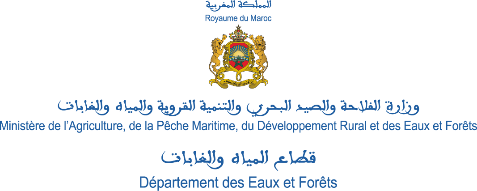 المملكة المغربية
Royaume du Maroc
وزارة الفلاحة والصيد البحري والتنمية القروية والمياه والغابات
Ministère de l'Agriculture, de la Pêche Maritime, du Développement Rural et des Eaux et Forêts
قطاع المياه والغابات
Département des Eaux et Forêts